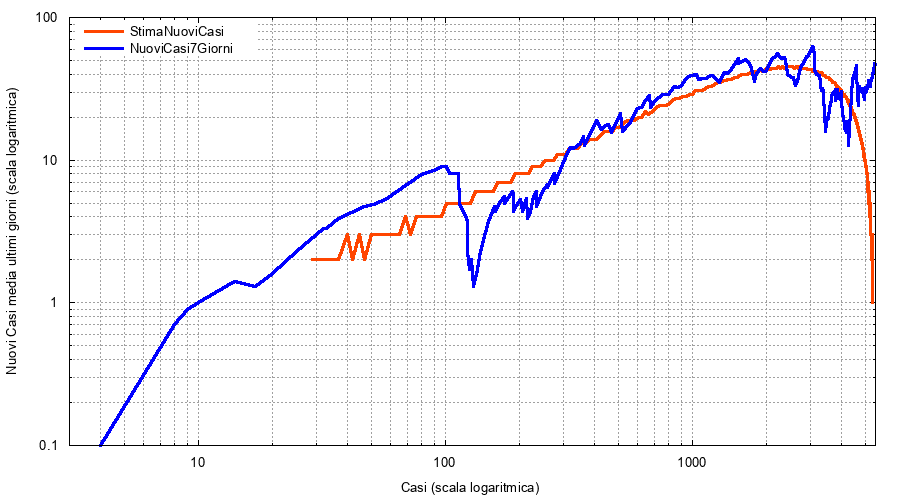 StimaNuoviCasi
NuoviCasi7Giorni
100
10
1
0.1
Nuovi Casi media ultimi giorni (scala logaritmica)
10
100
1000
Casi (scala logaritmica)